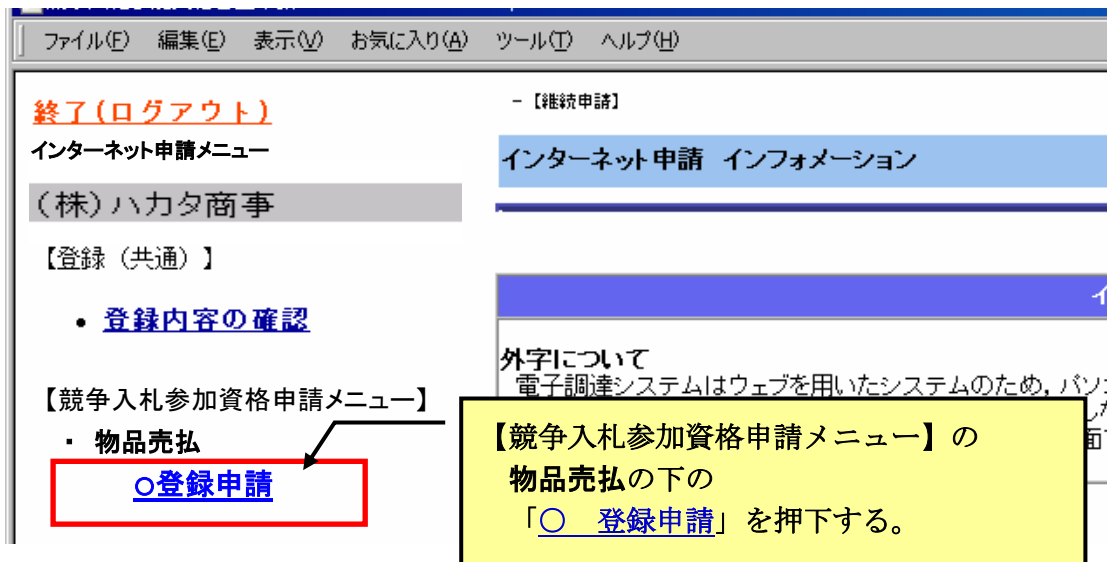 ファイル(F) 編集(E) 表示(V) お気に入り(A) ツール(T) ヘルプ(H)
終了(ログアウト)
インターネット申請メニュー
(株)ハカタ商事
【登録(共通)】
• 登録内容の確認
【競争入札参加資格申請メニュー】
・ 物品売払
○登録申請
-【継続申請】
インターネット申請 インフォメーション
外字について
電子調達システムはウェブを用いたシステムのため,パソ
【競争入札参加資格申請メニュー】の
物品売払の下の
「○ 登録申請」を押下する。